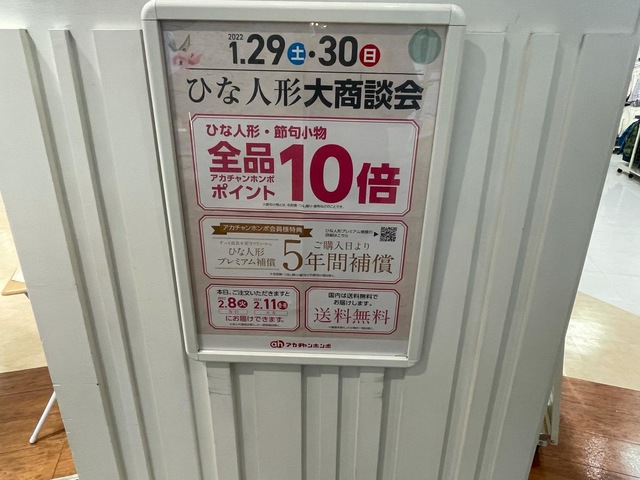 2022
1.29土・30日
ひな人形大商談会
ひな人形・節句小物
全品
アカチャンホンポ
ポイント
10倍
アカチャンホンポ会員様特典
ひな人形
プレミアム補償
ご購入日より
5年間補償
本日、ご注文いただきますと
2.8火
2.11金・祝
にお届けできます。
国内は送料無料で
お届けします。
送料無料
ah アカチャンホンポ